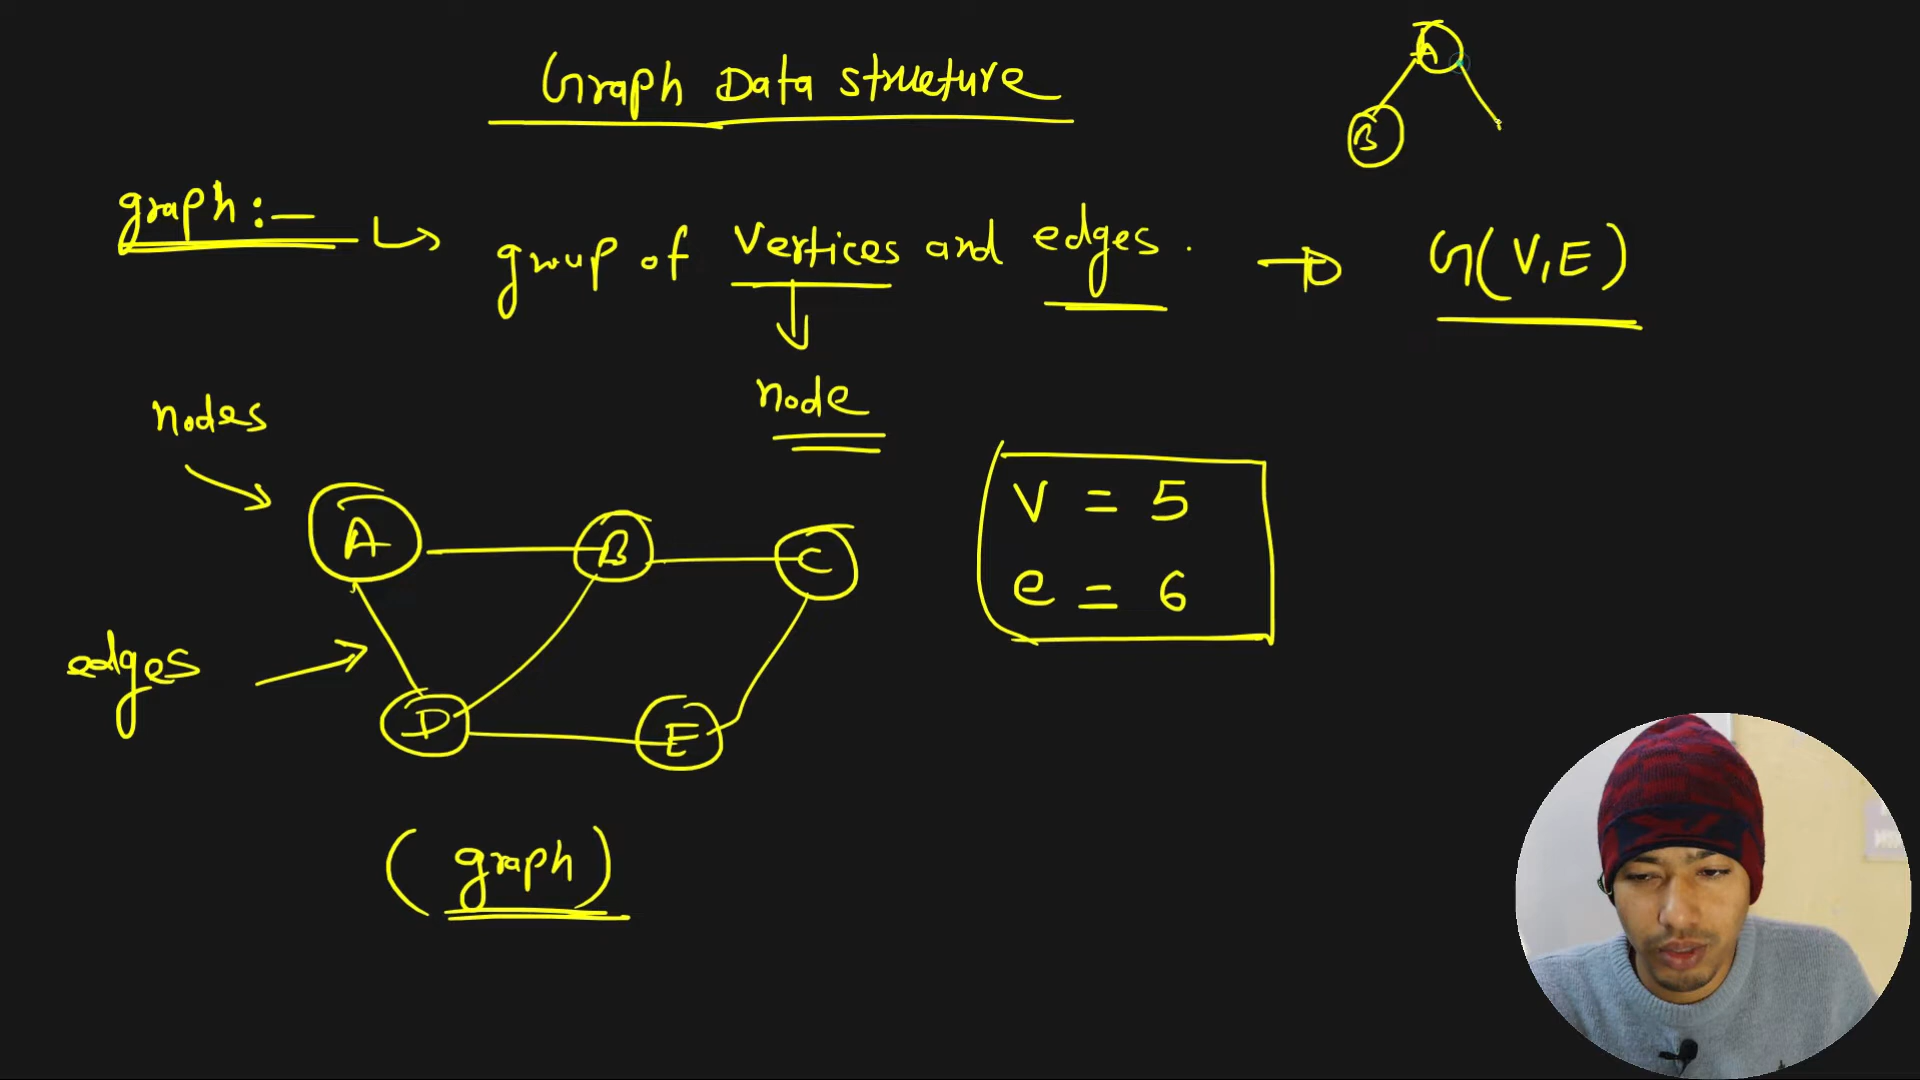 Graph Data structure
A
B
graph:— group of vertices and edges. G(V,E)
node
nodes
V = 5
e = 6
A B C
edges
D E
(graph)